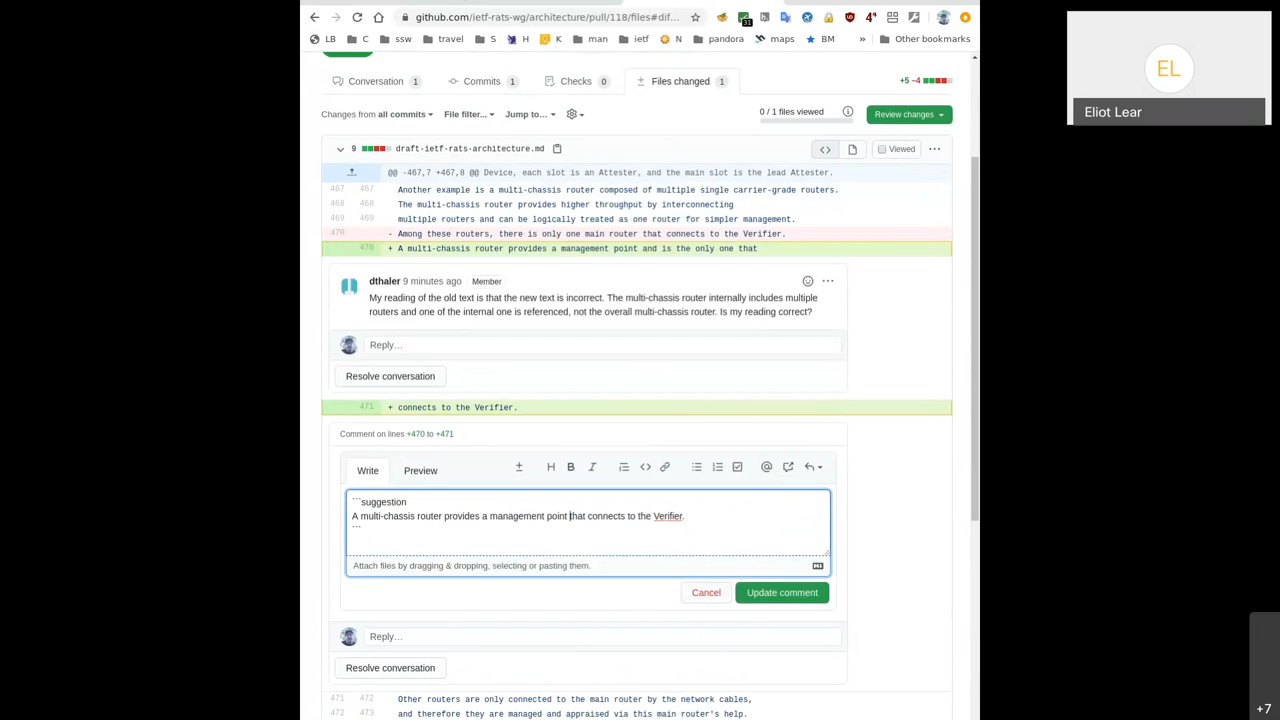 github.com/ietf-rats-wg/architecture/pull/118/files#dif...
31
LB C ssw travel S H K man ietf N pandora maps BM » Other bookmarks
EL
Eliot Lear
Conversation 1 Commits 1 Checks 0 Files changed 1 +5 −4
Changes from all commits File filter... Jump to... 0 / 1 files viewed Review changes
9 draft-ietf-rats-architecture.md Viewed
@@ -467,7 +467,8 @@ Device, each slot is an Attester, and the main slot is the lead Attester.
467 467 Another example is a multi-chassis router composed of multiple single carrier-grade routers.
468 468 The multi-chassis router provides higher throughput by interconnecting
469 469 multiple routers and can be logically treated as one router for simpler management.
470 - Among these routers, there is only one main router that connects to the Verifier.
470 + A multi-chassis router provides a management point and is the only one that
dthaler 9 minutes ago Member
My reading of the old text is that the new text is incorrect. The multi-chassis router internally includes multiple
routers and one of the internal one is referenced, not the overall multi-chassis router. Is my reading correct?
Reply…
Resolve conversation
471 + connects to the Verifier.
Comment on lines +470 to +471
Write Preview
```suggestion
A multi-chassis router provides a management point that connects to the Verifier.
```
Attach files by dragging & dropping, selecting or pasting them.
Cancel Update comment
Reply…
Resolve conversation
471 472 Other routers are only connected to the main router by the network cables,
472 473 and therefore they are managed and appraised via this main router's help.
+7